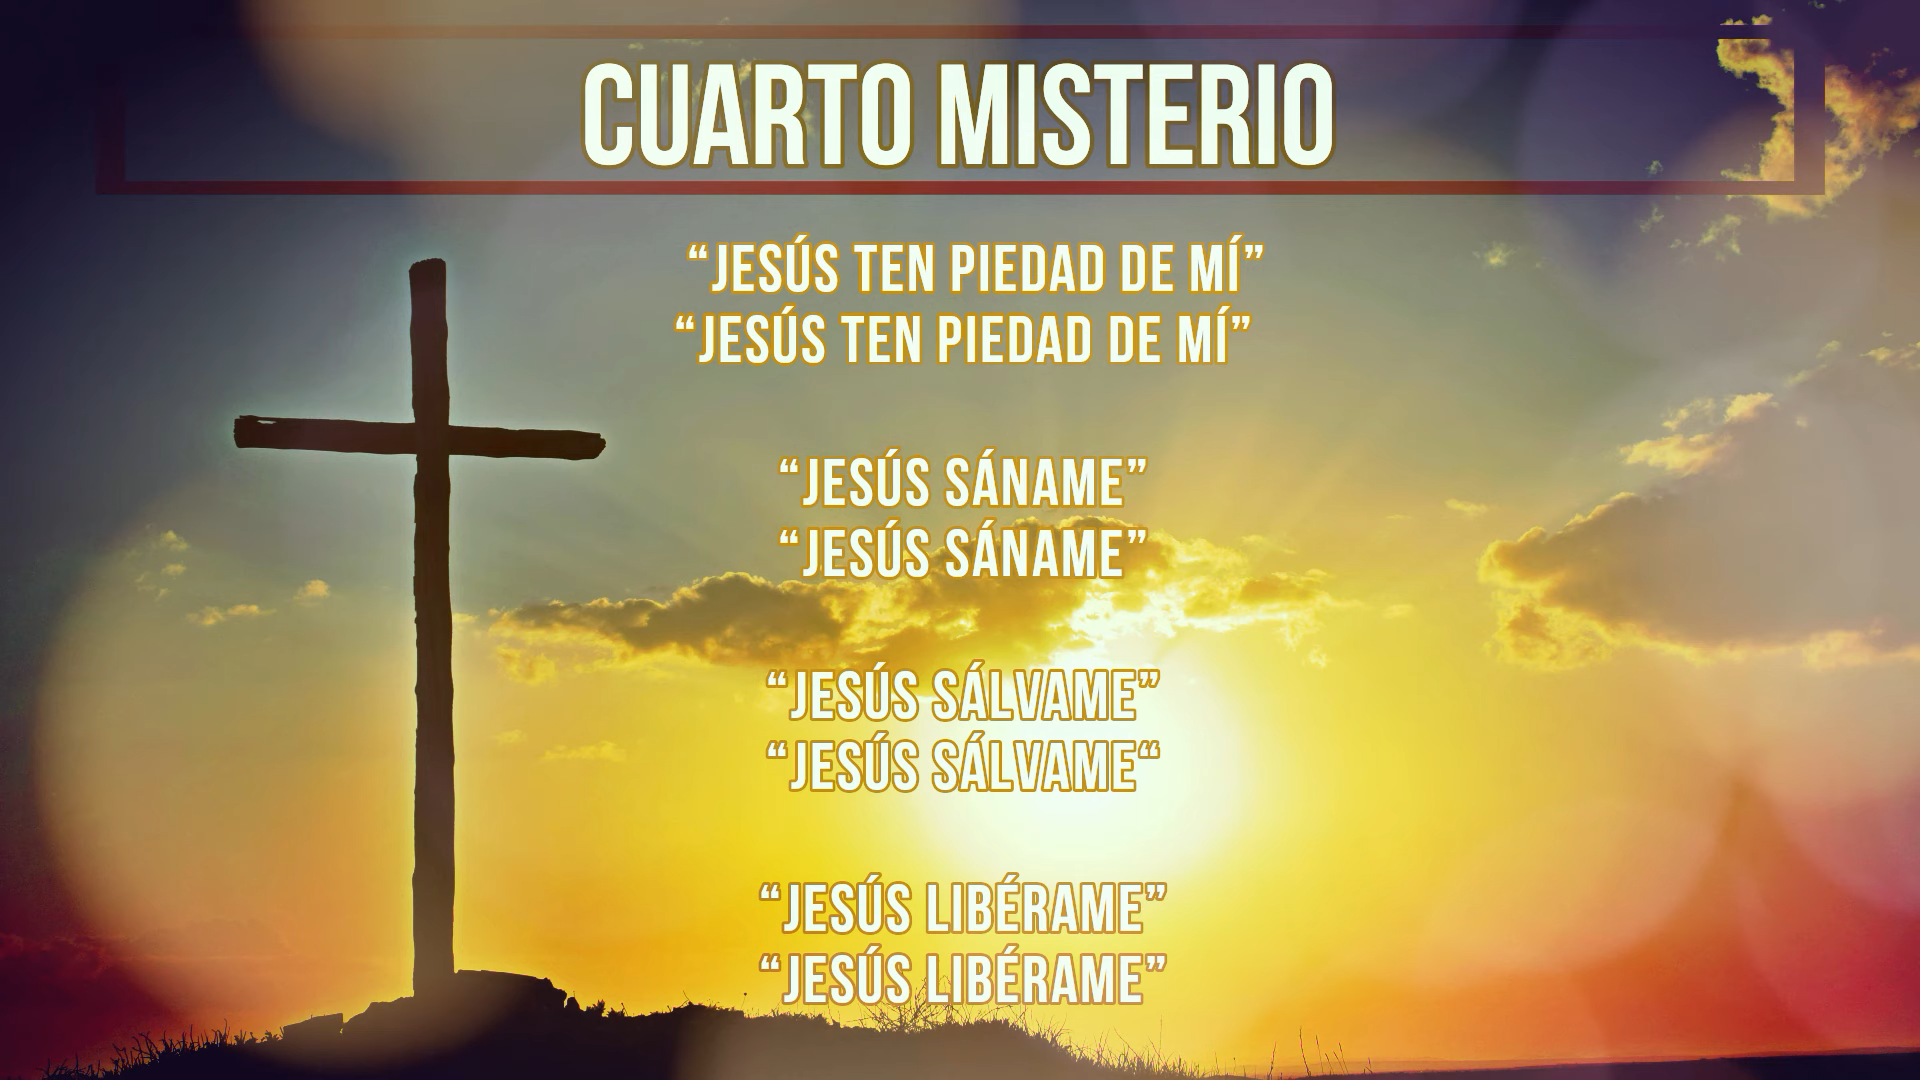 CUARTO MISTERIO
“JESÚS TEN PIEDAD DE MÍ”
“JESÚS TEN PIEDAD DE MÍ”
“JESÚS SÁNAME”
“JESÚS SÁNAME”
“JESÚS SÁLVAME”
“JESÚS SÁLVAME“
“JESÚS LIBÉRAME”
“JESÚS LIBÉRAME”